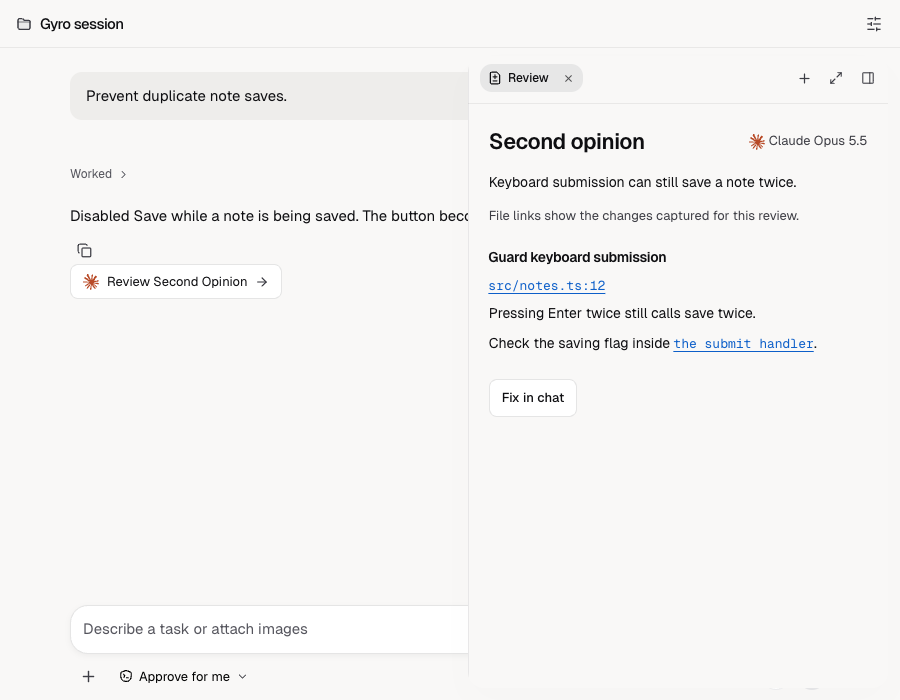 Gyro session
Prevent duplicate note saves.
Worked
Disabled Save while a note is being saved. The button
Review Second Opinion
Describe a task or attach images
Approve for me
Review
Second opinion
Claude Opus 5.5
Keyboard submission can still save a note twice.
File links show the changes captured for this review.
Guard keyboard submission
src/notes.ts:12
Pressing Enter twice still calls save twice.
Check the saving flag inside the submit handler.
Fix in chat